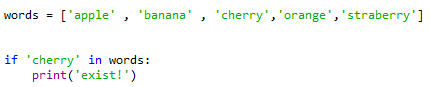 words = ['apple' , 'banana' , 'cherry','orange','straberry']
if 'cherry' in words:
    print('exist!')